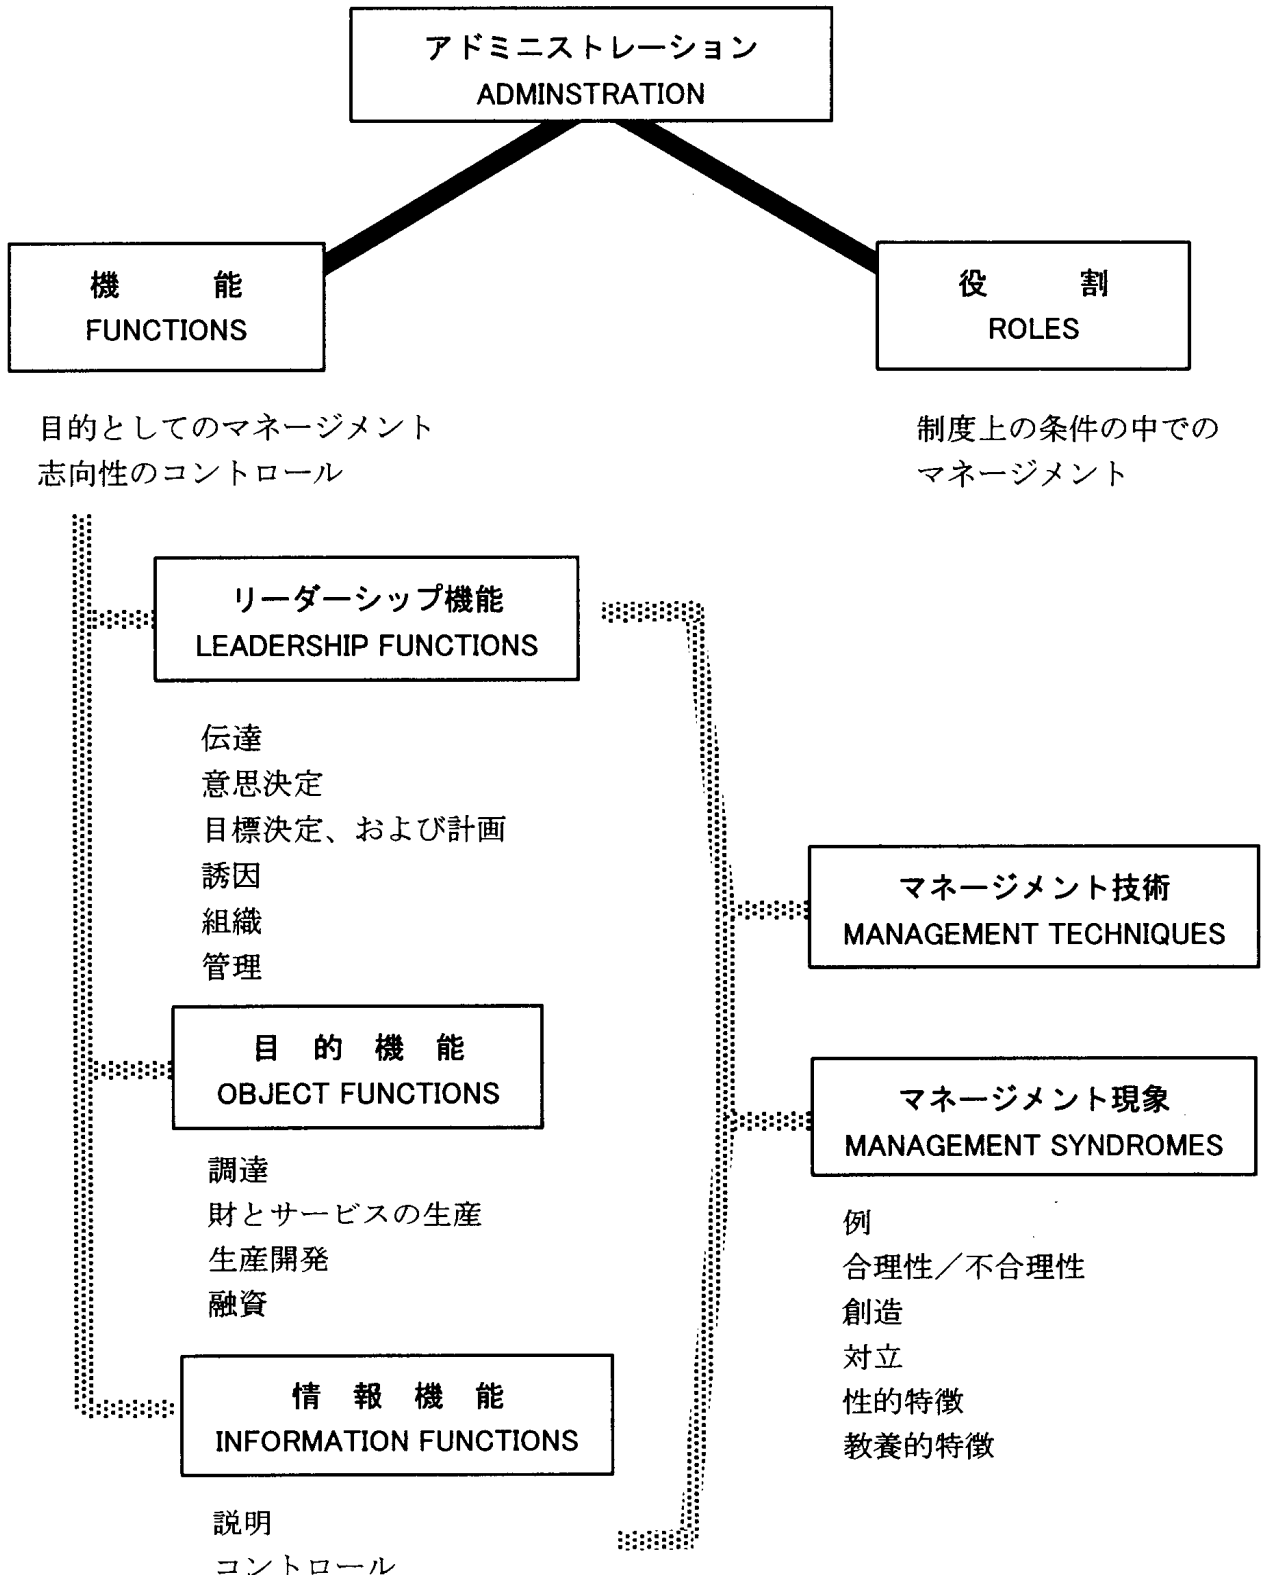 アドミニストレーション
ADMINSTRATION
機 能
FUNCTIONS
役 割
ROLES
目的としてのマネージメント
志向性のコントロール
制度上の条件の中での
マネージメント
リーダーシップ機能
LEADERSHIP FUNCTIONS
伝達
意思決定
目標決定、および計画
誘因
組織
管理
マネージメント技術
MANAGEMENT TECHNIQUES
目 的 機 能
OBJECT FUNCTIONS
調達
財とサービスの生産
生産開発
融資
マネージメント現象
MANAGEMENT SYNDROMES
例
合理性／不合理性
創造
対立
性的特徴
教養的特徴
情 報 機 能
INFORMATION FUNCTIONS
説明
コントロール